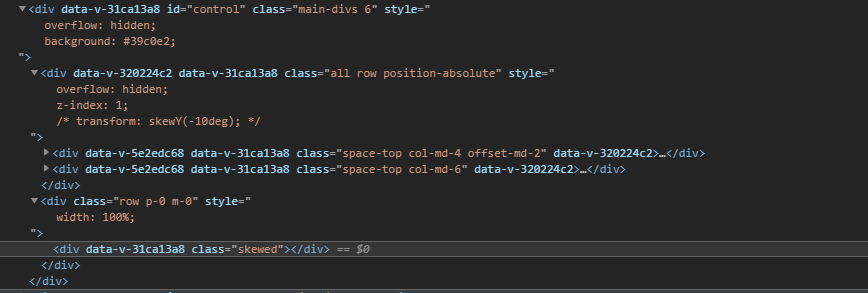 ▼<div data-v-31ca13a8 id="control" class="main-divs 6" style="
overflow: hidden;
background: #39c0e2;
">
▼<div data-v-320224c2 data-v-31ca13a8 class="all row position-absolute" style="
overflow: hidden;
z-index: 1;
/* transform: skewY(-10deg); */
">
▶<div data-v-5e2edc68 data-v-31ca13a8 class="space-top col-md-4 offset-md-2" data-v-320224c2>…</div>
▶<div data-v-5e2edc68 data-v-31ca13a8 class="space-top col-md-6" data-v-320224c2>…</div>
</div>
▼<div class="row p-0 m-0" style="
width: 100%;
">
<div data-v-31ca13a8 class="skewed"></div> == $0
</div>
</div>